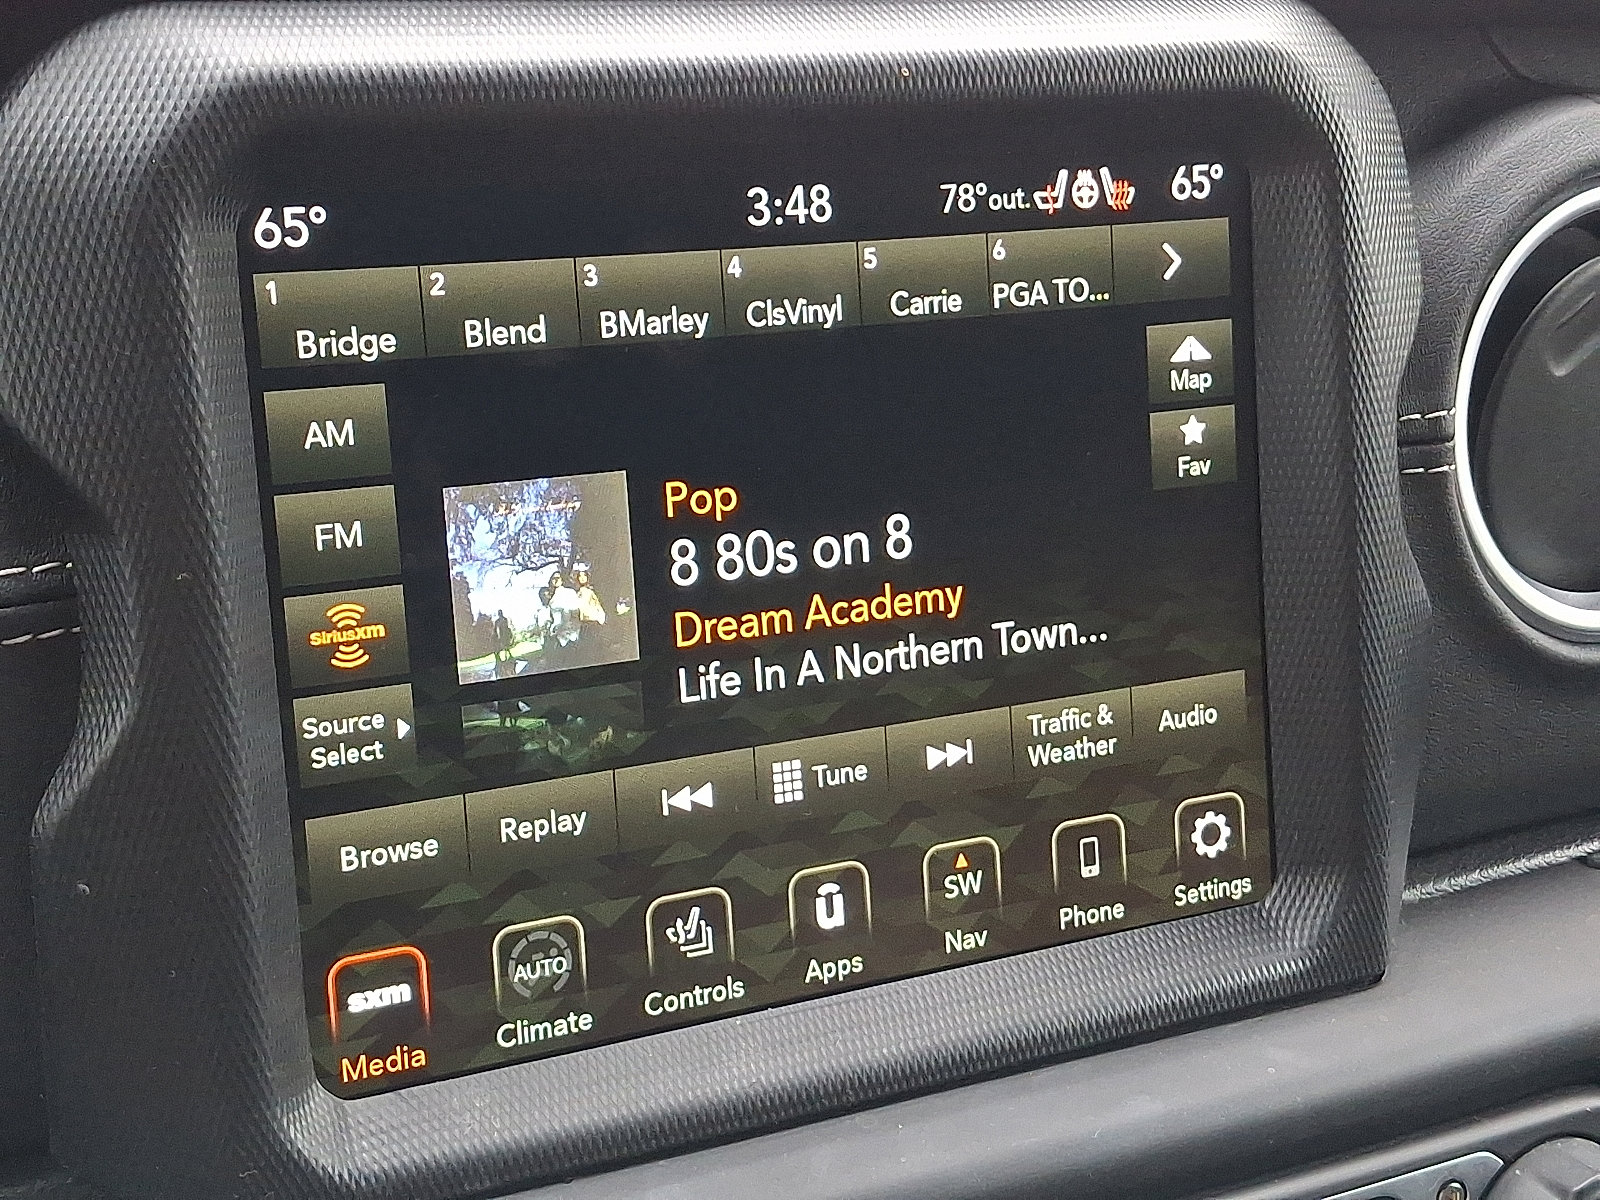 65°
3:48
78°out.
65°
1 Bridge
2 Blend
3 BMarley
4 ClsVinyl
5 Carrie
6 PGA TO...
Map
Fav
AM
FM
SiriusXM
Source
Select
Pop
8 80s on 8
Dream Academy
Life In A Northern Town...
Browse
Replay
Tune
Traffic &
Weather
Audio
sxm
Media
AUTO
Climate
Controls
ū
Apps
SW
Nav
Phone
Settings